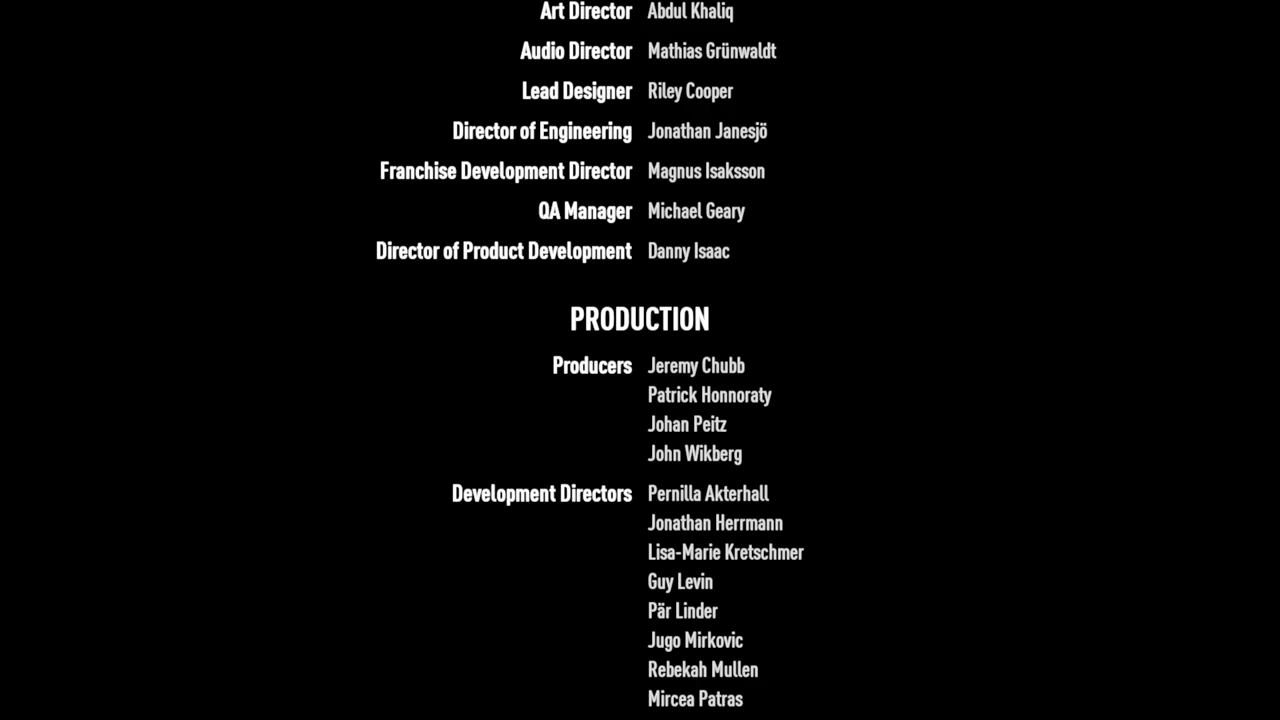 Art Director Abdul Khaliq
Audio Director Mathias Grünwaldt
Lead Designer Riley Cooper
Director of Engineering Jonathan Janesjö
Franchise Development Director Magnus Isaksson
QA Manager Michael Geary
Director of Product Development Danny Isaac
PRODUCTION
Producers Jeremy Chubb
Patrick Honnoraty
Johan Peitz
John Wikberg
Development Directors Pernilla Akterhall
Jonathan Herrmann
Lisa-Marie Kretschmer
Guy Levin
Pär Linder
Jugo Mirkovic
Rebekah Mullen
Mircea Patras